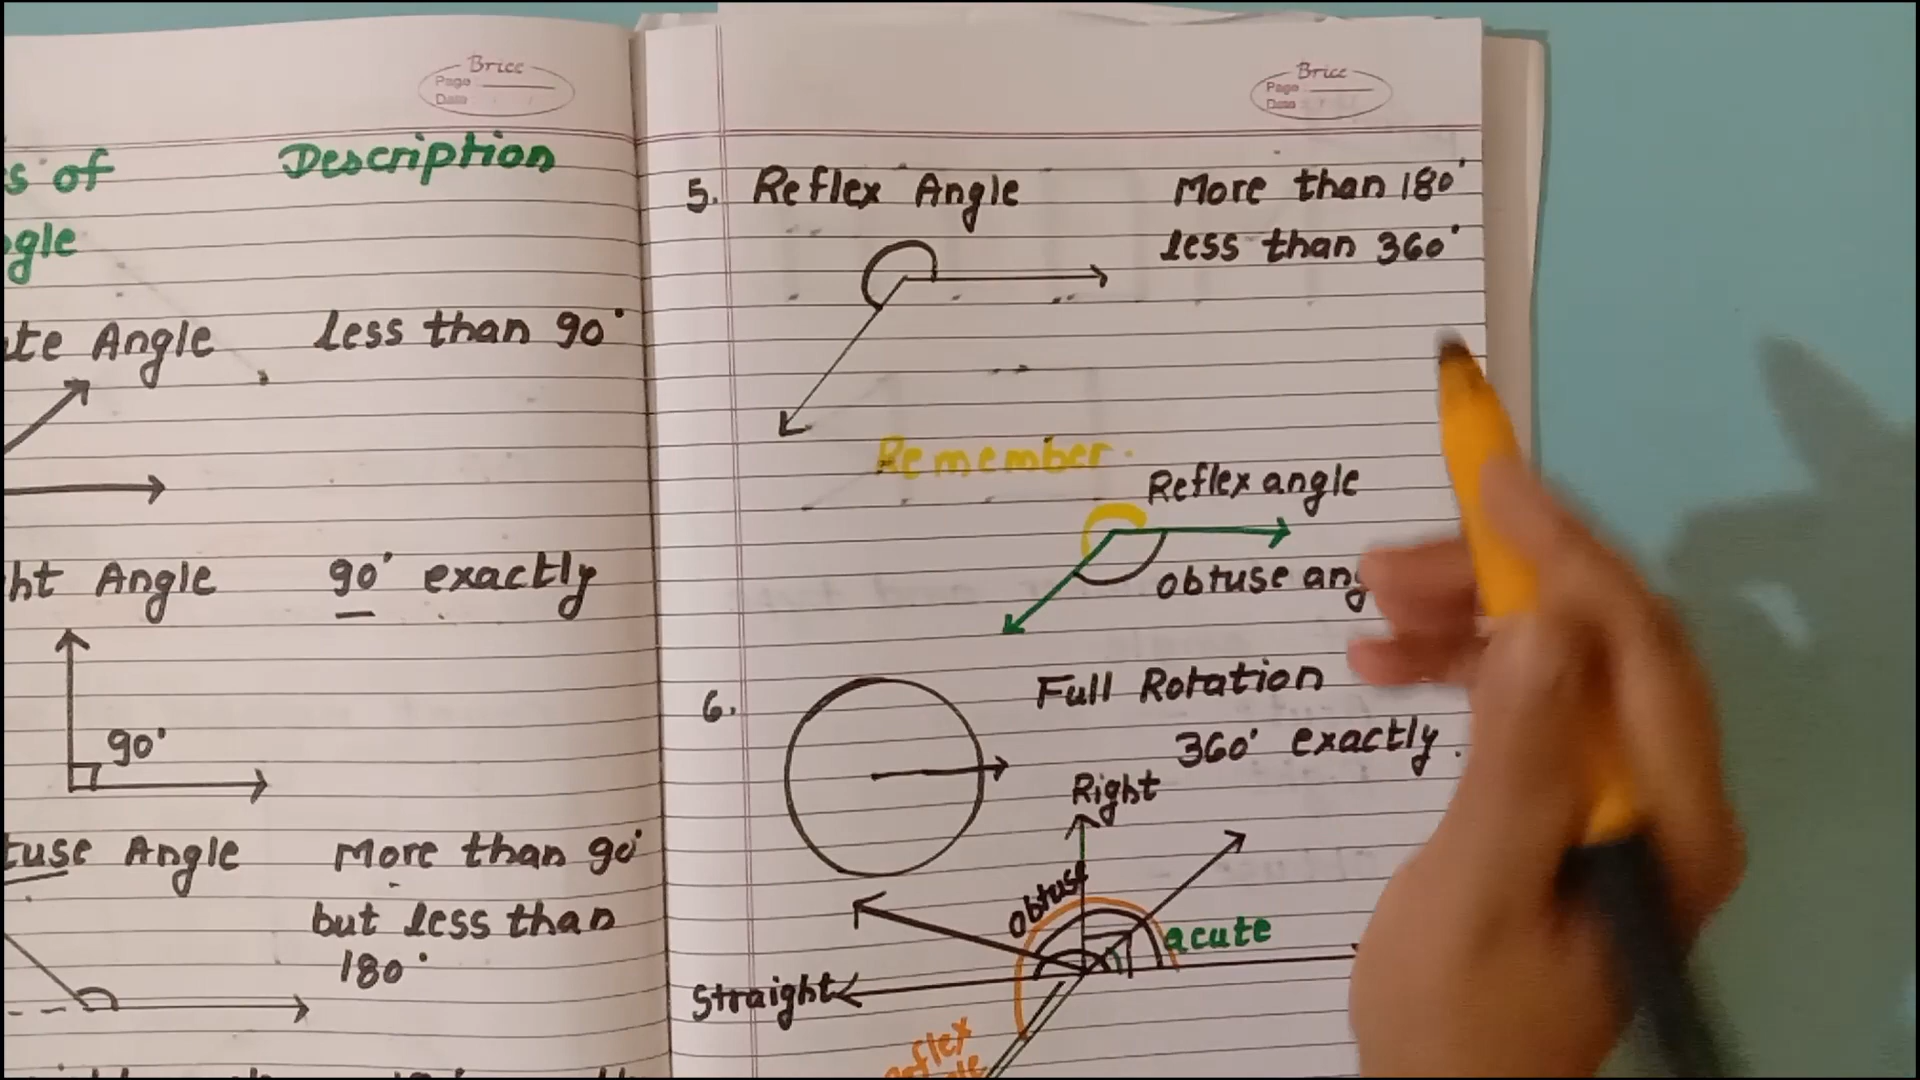 Brice
Page
Date
s of
Description
gle
te Angle
less than 90°
ht Angle
90° exactly
90°
tuse Angle
More than 90°
but less than
180°
Brice
Page
Date
5. Reflex Angle
More than 180°
less than 360°
Remember.
Reflex angle
obtuse ang
6.
Full Rotation
360° exactly.
Right
obtuse
acute
Straight
eflex